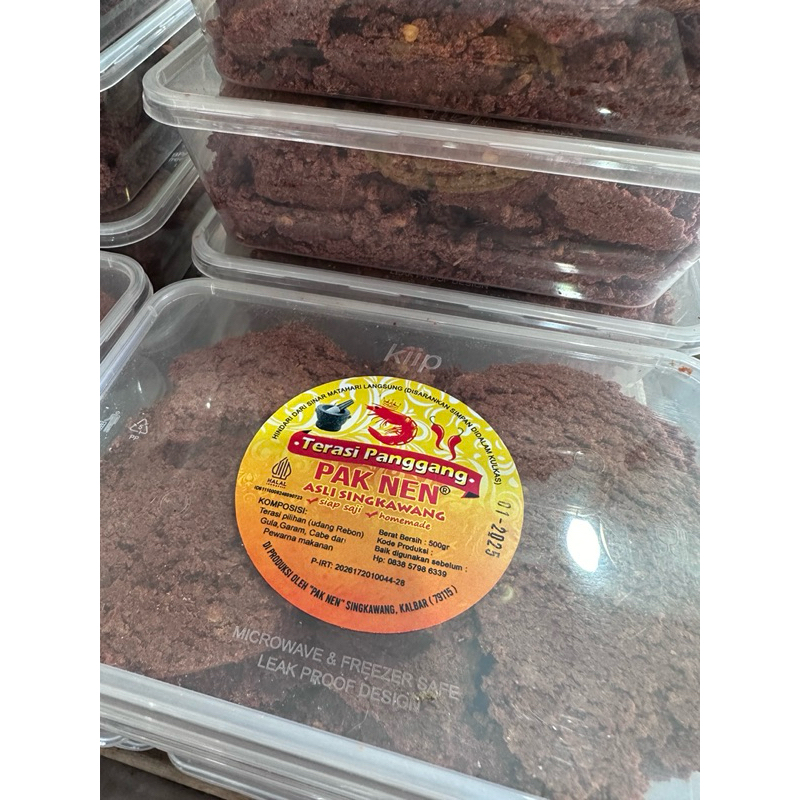 kiip
HINDARI DARI SINAR MATAHARI LANGSUNG (DISARANKAN SIMPAN DIDALAM KULKAS)
Terasi Panggang
PAK NEN®
ASLI SINGKAWANG
siap saji homemade
HALAL
KOMPOSISI:
Terasi pilihan (udang Rebon)
Gula,Garam, Cabe dan
Pewarna makanan
Berat Bersih : 500gr
Kode Produksi :
Baik digunakan sebelum :
Hp: 0838 5798 6339
01-2025
P-IRT: 2026172010044-28
DI PRODUKSI OLEH "PAK NEN" SINGKAWANG, KALBAR (79115)
PP
MICROWAVE & FREEZER SAFE
LEAK PROOF DESIGN